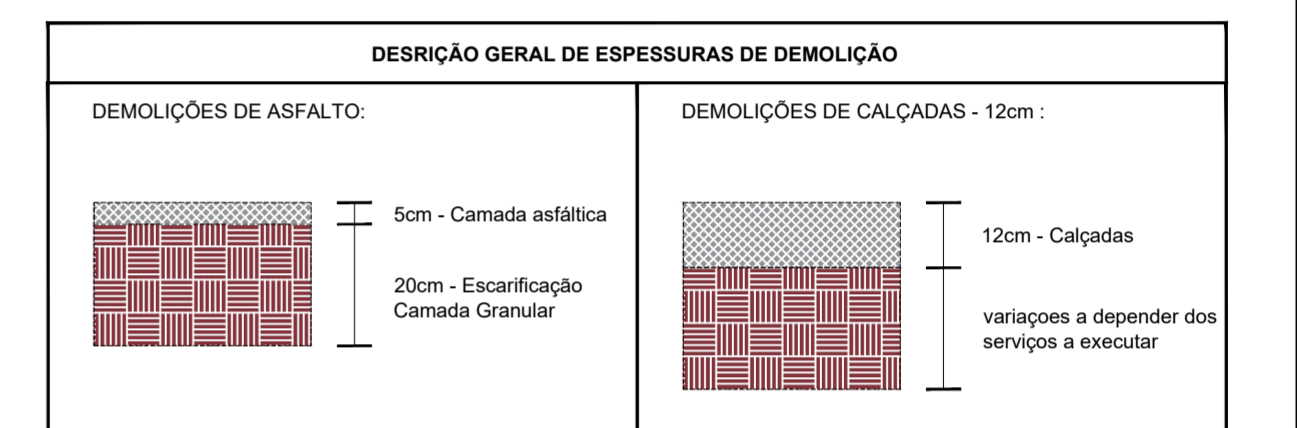 DESRIÇÃO GERAL DE ESPESSURAS DE DEMOLIÇÃO
DEMOLIÇÕES DE ASFALTO:
5cm - Camada asfáltica
20cm - Escarificação
Camada Granular
DEMOLIÇÕES DE CALÇADAS - 12cm :
12cm - Calçadas
variaçoes a depender dos
serviços a executar